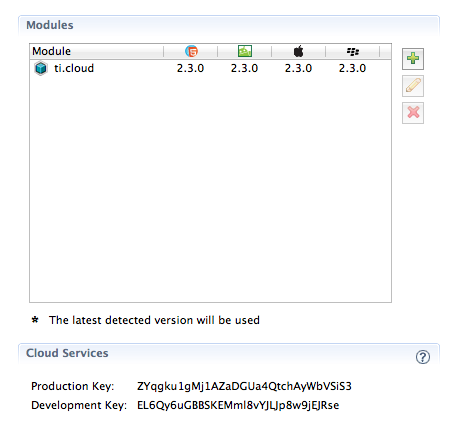 Modules
Module
ti.cloud 2.3.0 2.3.0 2.3.0 2.3.0
* The latest detected version will be used
Cloud Services
?
Production Key: ZYqgku1gMj1AZaDGUa4QtchAyWbVSiS3
Development Key: EL6Qy6uGBBSKEMml8vYJLJp8w9jEJRse